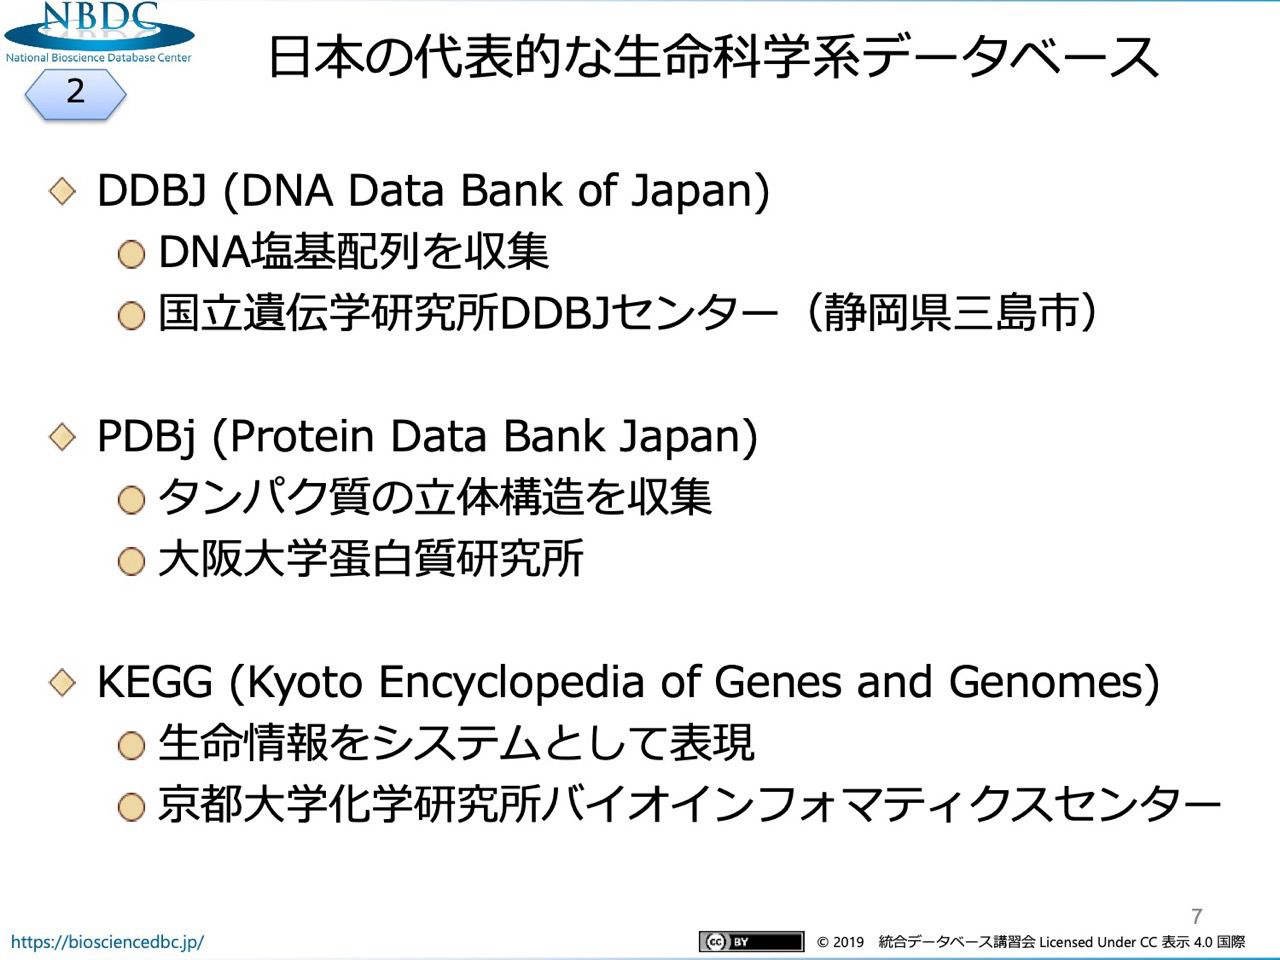 NBDC
National Bioscience Database Center
2
日本の代表的な生命科学系データベース
DDBJ (DNA Data Bank of Japan)
DNA塩基配列を収集
国立遺伝学研究所DDBJセンター（静岡県三島市）
PDBj (Protein Data Bank Japan)
タンパク質の立体構造を収集
大阪大学蛋白質研究所
KEGG (Kyoto Encyclopedia of Genes and Genomes)
生命情報をシステムとして表現
京都大学化学研究所バイオインフォマティクスセンター
7
https://biosciencedbc.jp/
cc BY
© 2019 統合データベース講習会 Licensed Under CC 表示 4.0 国際